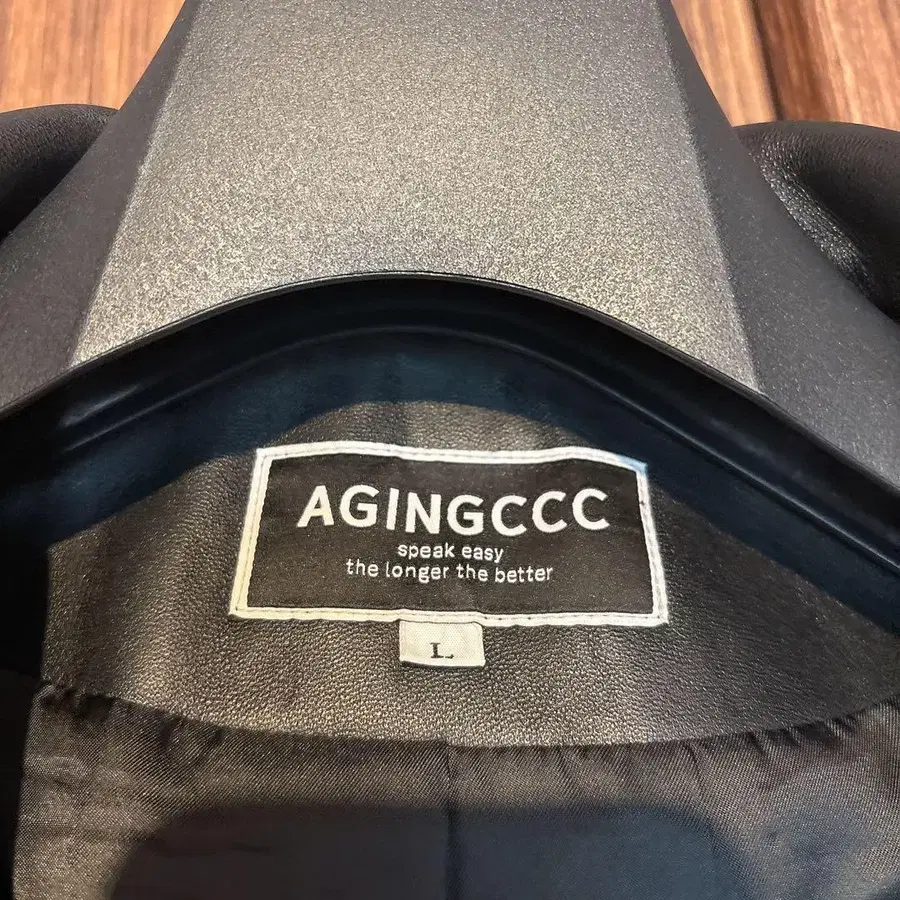 AGINGCCC
speak easy
the longer the better
L